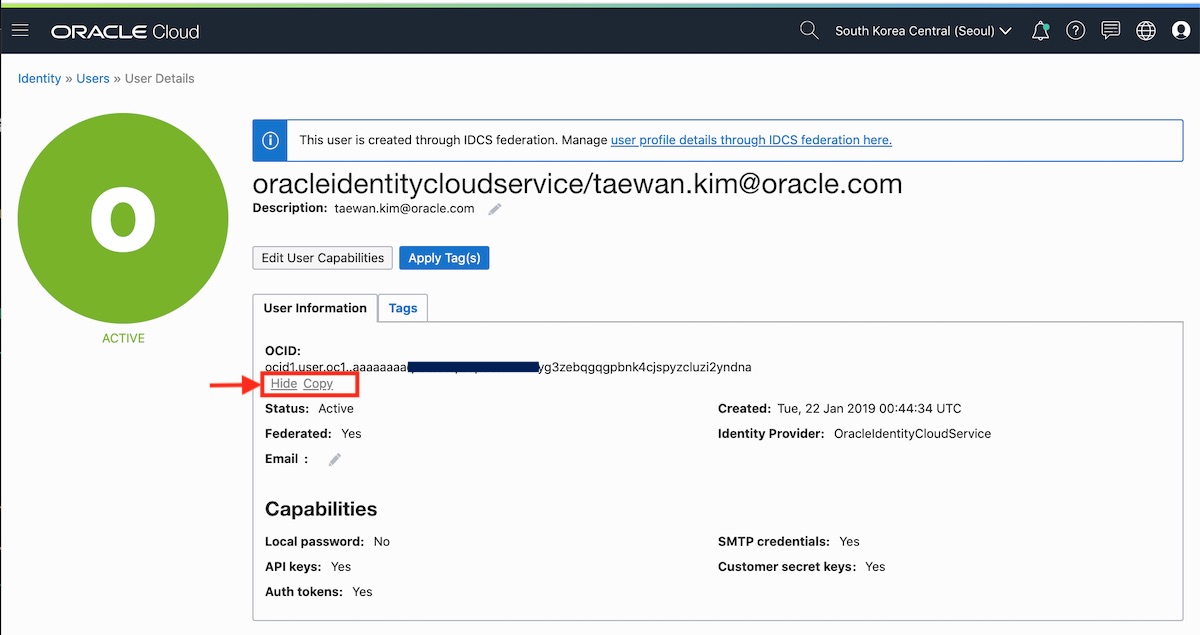 ORACLE Cloud
South Korea Central (Seoul)
Identity » Users » User Details
O
ACTIVE
This user is created through IDCS federation. Manage user profile details through IDCS federation here.
oracleidentitycloudservice/taewan.kim@oracle.com
Description: taewan.kim@oracle.com
Edit User Capabilities Apply Tag(s)
User Information Tags
OCID:
ocid1.user.oc1..aaaaaaaa yg3zebqgqgpbnk4cjspyzcluzi2yndna
Hide Copy
Status: Active
Created: Tue, 22 Jan 2019 00:44:34 UTC
Federated: Yes
Identity Provider: OracleIdentityCloudService
Email :
Capabilities
Local password: No
SMTP credentials: Yes
API keys: Yes
Customer secret keys: Yes
Auth tokens: Yes